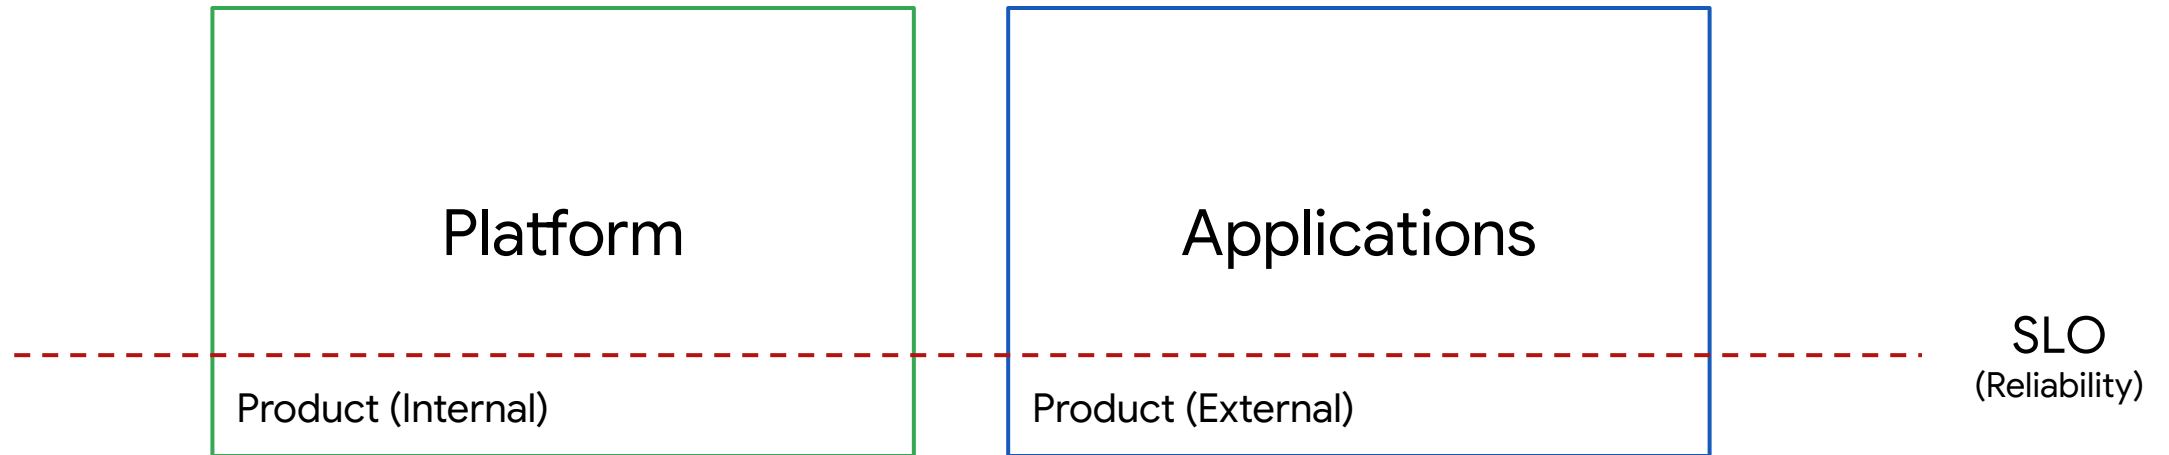 Platform
Applications
SLO
(Reliability)
Product (Internal)
Product (External)